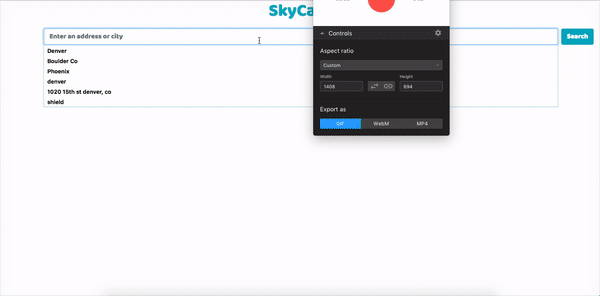 SkyCa
Enter an address or city
Search
Denver
Boulder Co
Phoenix
denver
1020 15th st denver, co
shield
Controls
Aspect ratio
Custom
Width
Height
1408
694
Export as
GIF
WebM
MP4